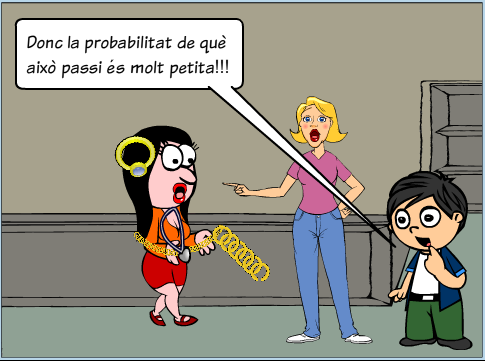 Donc la probabilitat de què
això passi és molt petita!!!